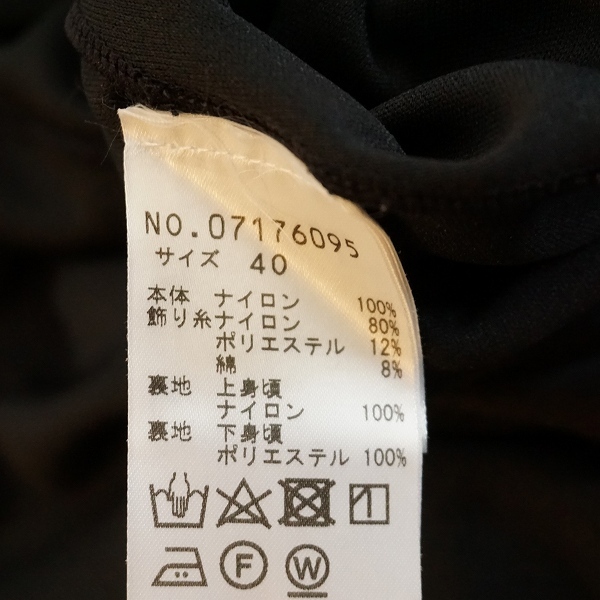 NO.07176095
サイズ 40
本体 ナイロン 100%
飾り糸ナイロン 80%
ポリエステル 12%
綿 8%
裏地 上身頃
ナイロン 100%
裏地 下身頃
ポリエステル 100%
F W